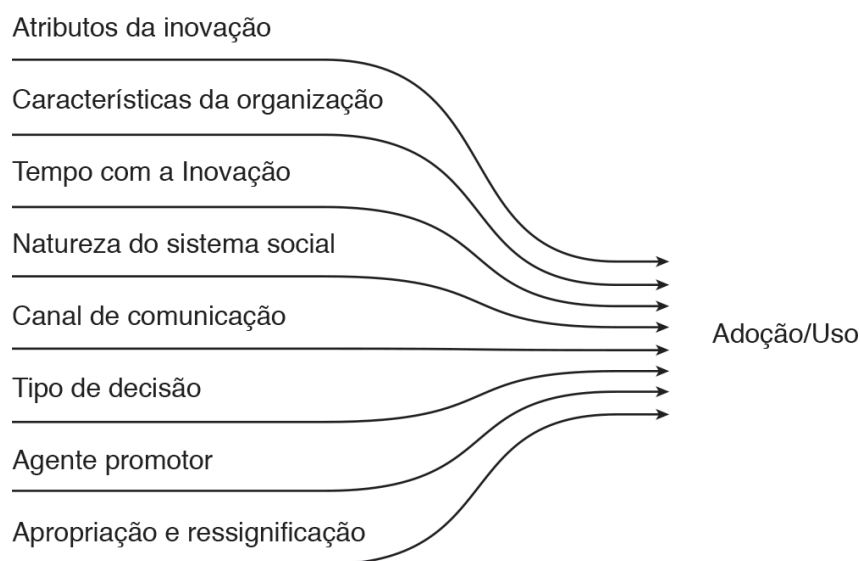 Atributos da inovação
Características da organização
Tempo com a Inovação
Natureza do sistema social
Canal de comunicação
Adoção/Uso
Tipo de decisão
Agente promotor
Apropriação e ressignificação